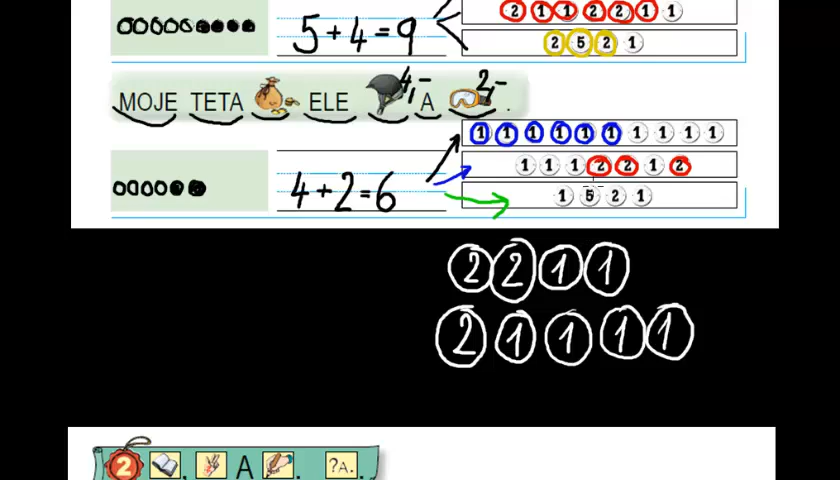 2 1 1 2 2 1 1
5+4=9
2 5 2 1
MOJE TETA ELE 4,- A 2,- .
1 1 1 1 1 1 1 1 1 1
1 1 1 2 2 1 2
4+2=6
1 5 2 1
2 2 1 1
2 1 1 1 1
2 , A . ?A.